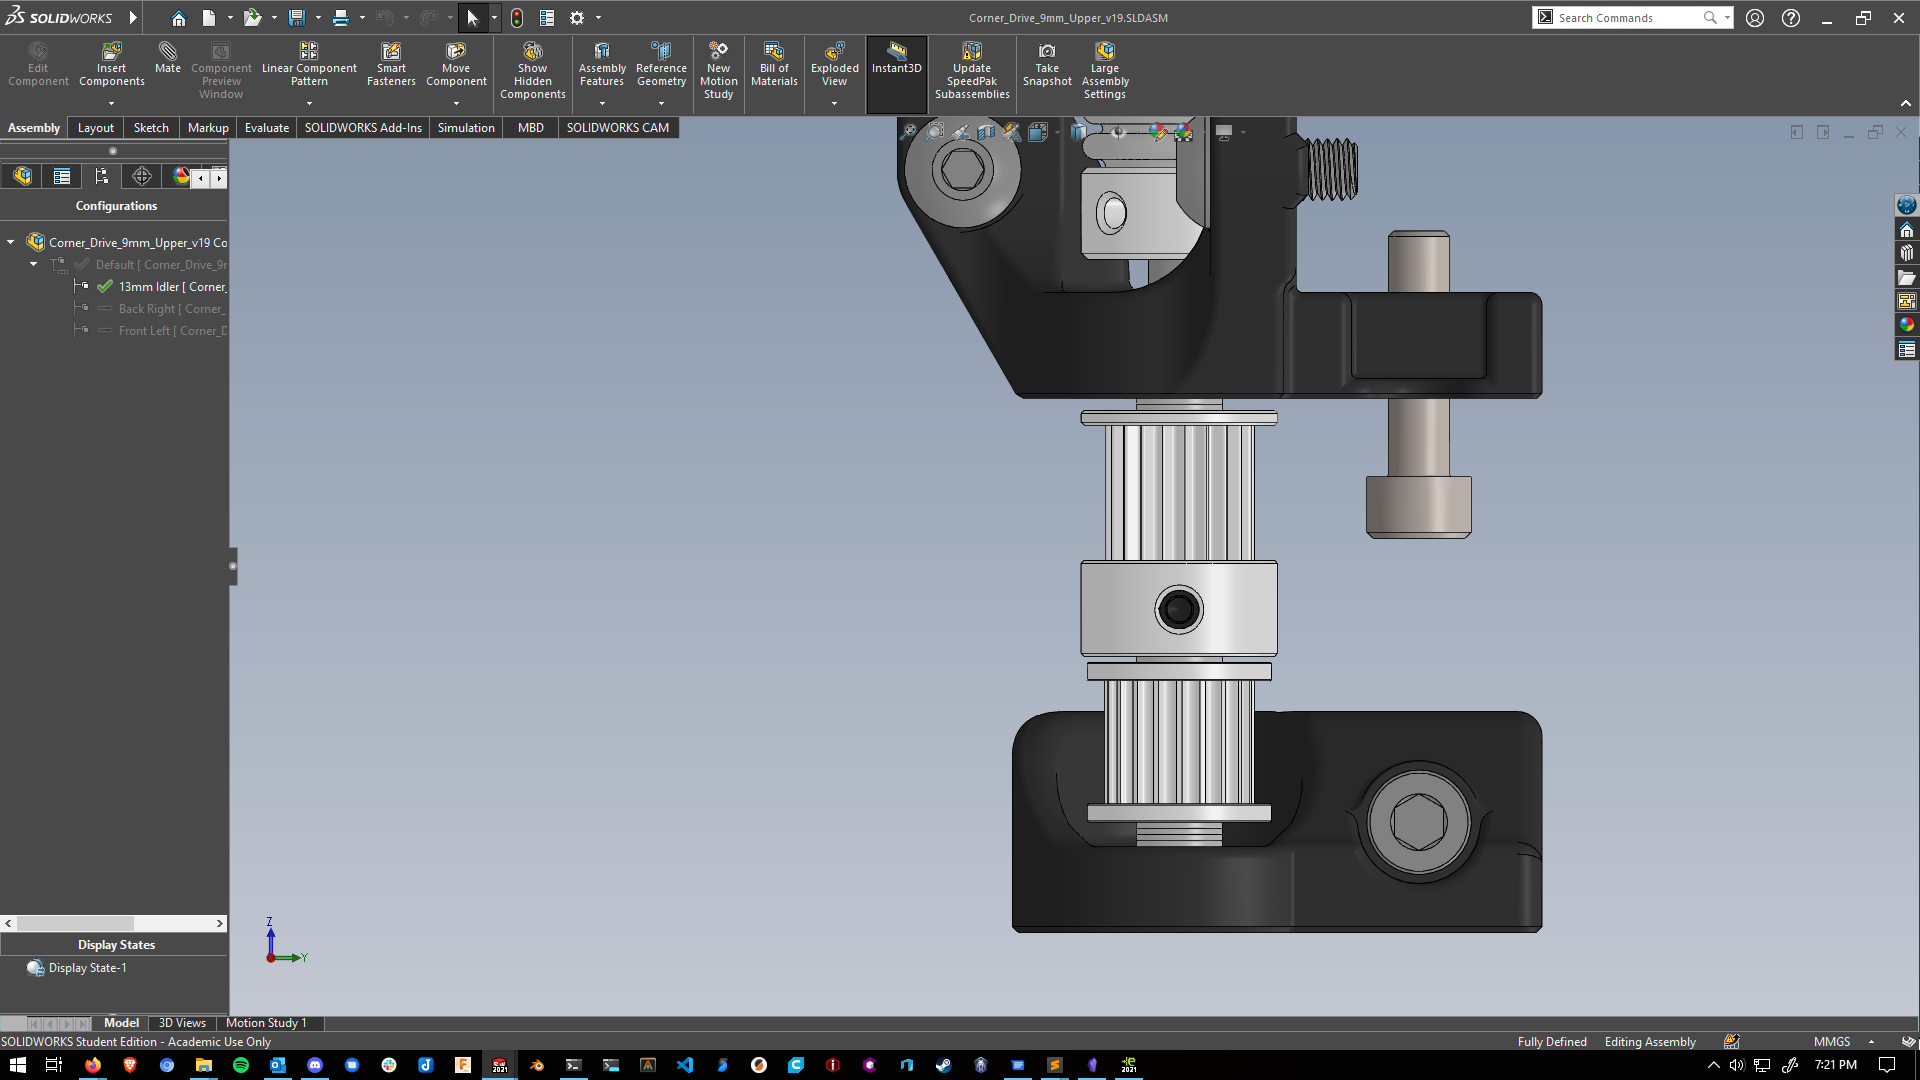 SOLIDWORKS
Corner_Drive_9mm_Upper_v19.SLDASM
Search Commands
Edit Component
Insert Components
Mate
Component Preview Window
Linear Component Pattern
Smart Fasteners
Move Component
Show Hidden Components
Assembly Features
Reference Geometry
New Motion Study
Bill of Materials
Exploded View
Instant3D
Update SpeedPak Subassemblies
Take Snapshot
Large Assembly Settings
Assembly
Layout
Sketch
Markup
Evaluate
SOLIDWORKS Add-Ins
Simulation
MBD
SOLIDWORKS CAM
Configurations
Corner_Drive_9mm_Upper_v19 Co
Default [ Corner_Drive_9r
13mm Idler [ Corner_
Back Right [ Corner_
Front Left [ Corner_D
Display States
Display State-1
Z
Y
Model
3D Views
Motion Study 1
SOLIDWORKS Student Edition - Academic Use Only
Fully Defined
Editing Assembly
MMGS
7:21 PM